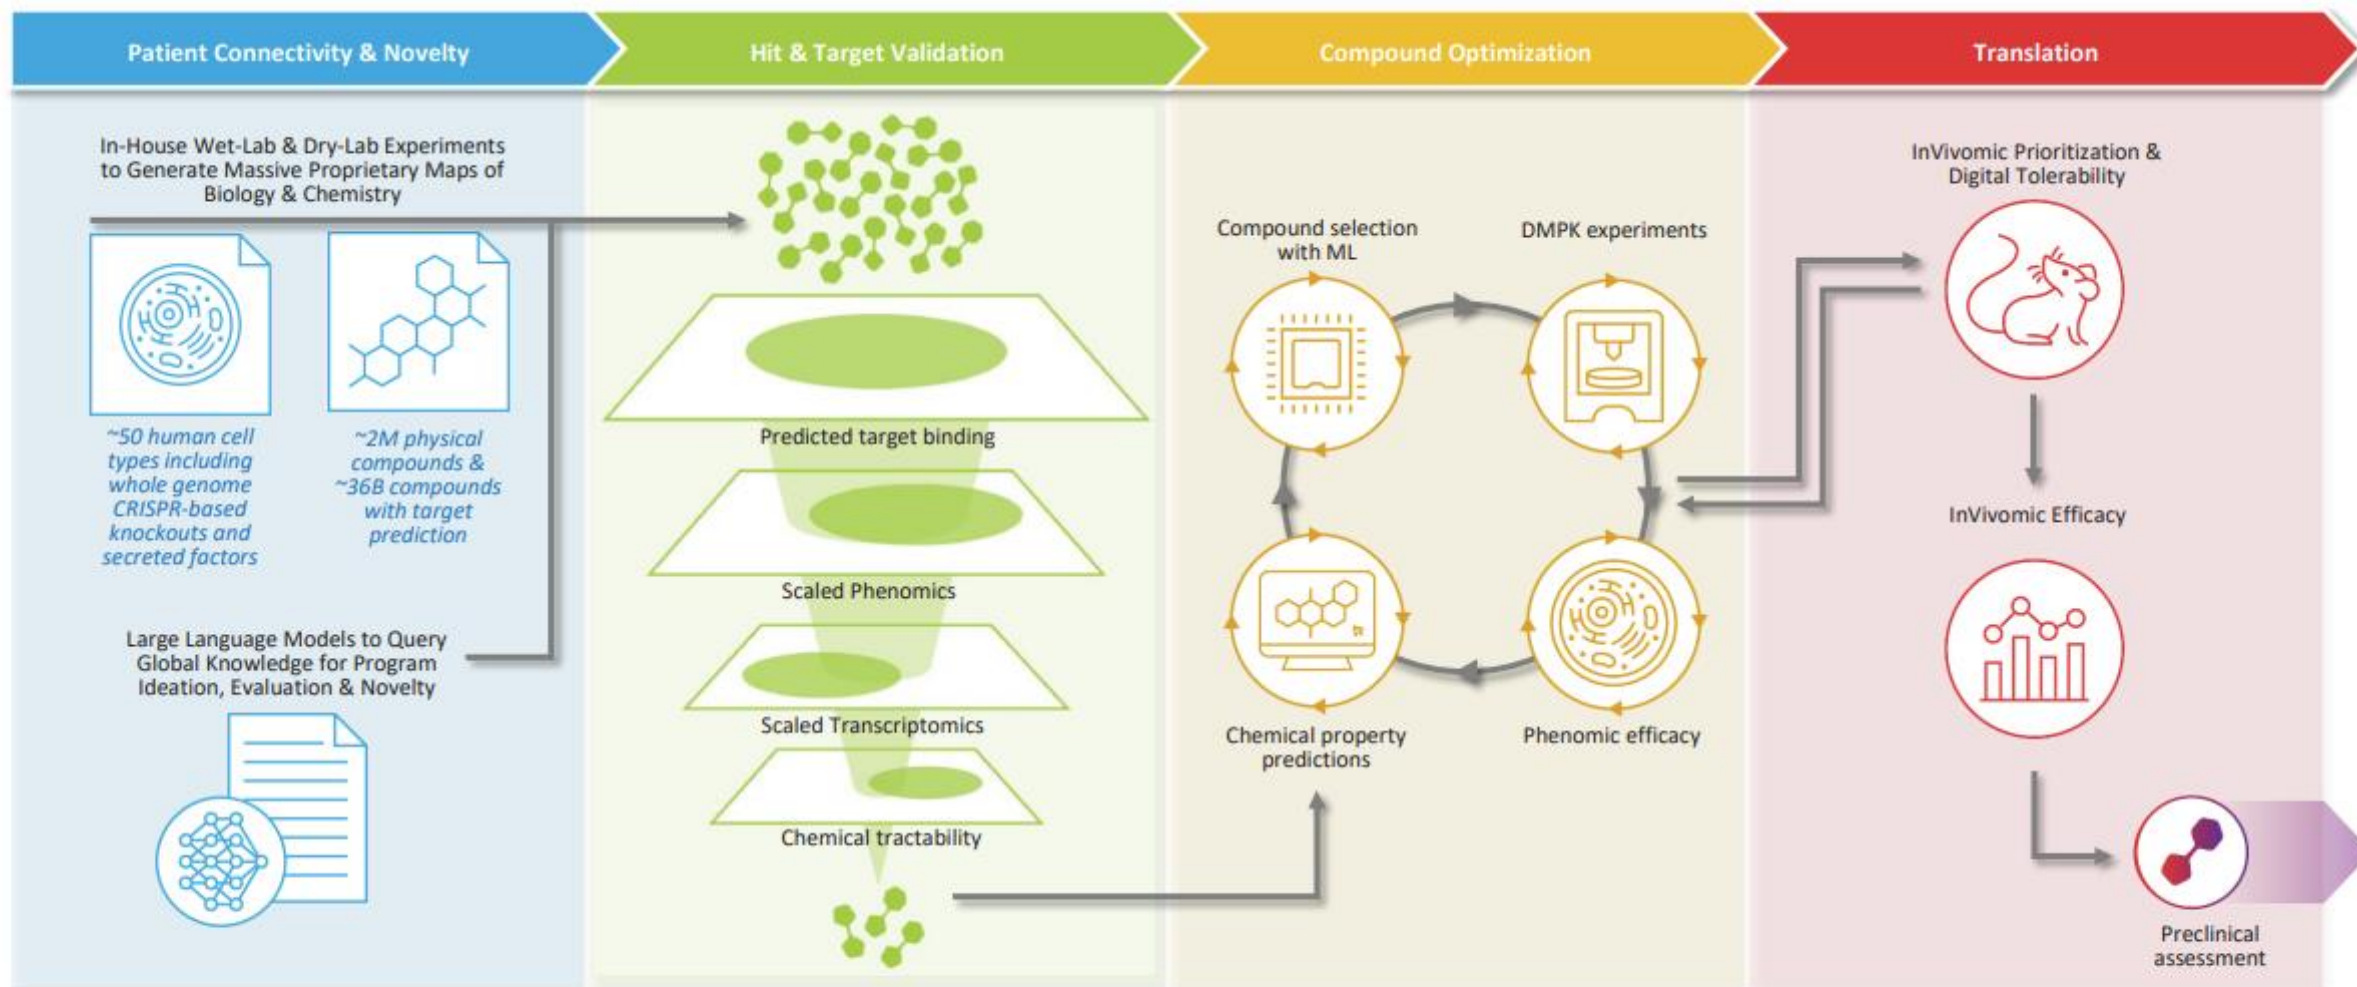 Patient Connectivity & Novelty
Hit & Target Validation
Compound Optimization
Translation
In-House Wet-Lab & Dry-Lab Experiments
to Generate Massive Proprietary Maps of
Biology & Chemistry
~50 human cell
types including
whole genome
CRISPR-based
knockouts and
secreted factors
~2M physical
compounds &
~36B compounds
with target
prediction
Large Language Models to Query
Global Knowledge for Program
Ideation, Evaluation & Novelty
Predicted target binding
Scaled Phenomics
Scaled Transcriptomics
Chemical tractability
Compound selection
with ML
DMPK experiments
Chemical property
predictions
Phenomic efficacy
InVivomic Prioritization &
Digital Tolerability
InVivomic Efficacy
Preclinical
assessment